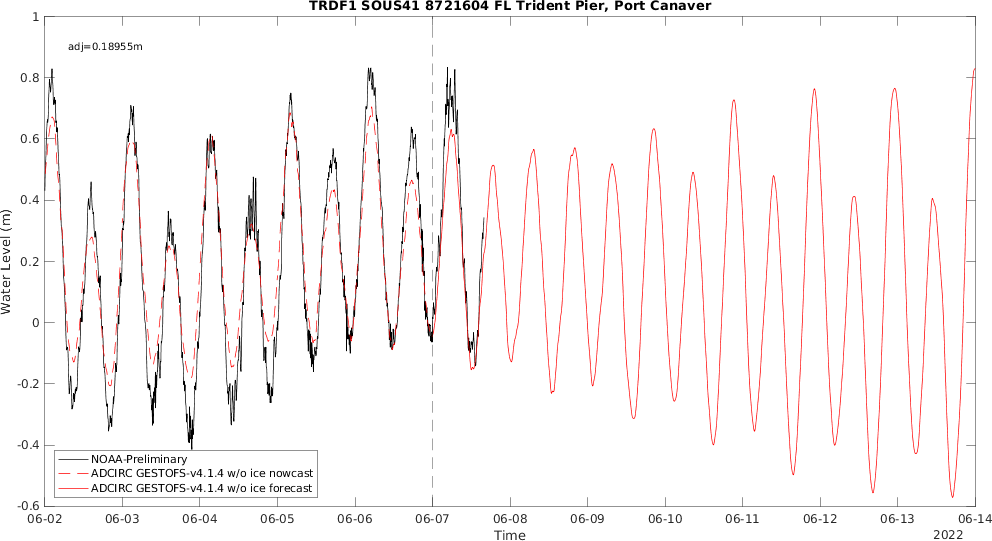 TRDF1 SOUS41 8721604 FL Trident Pier, Port Canaver
adj=0.18955m
1
0.8
0.6
0.4
0.2
0
-0.2
-0.4
-0.6
Water Level (m)
NOAA-Preliminary
ADCIRC GESTOFS-v4.1.4 w/o ice nowcast
ADCIRC GESTOFS-v4.1.4 w/o ice forecast
06-02 06-03 06-04 06-05 06-06 06-07 06-08 06-09 06-10 06-11 06-12 06-13 06-14
Time
2022